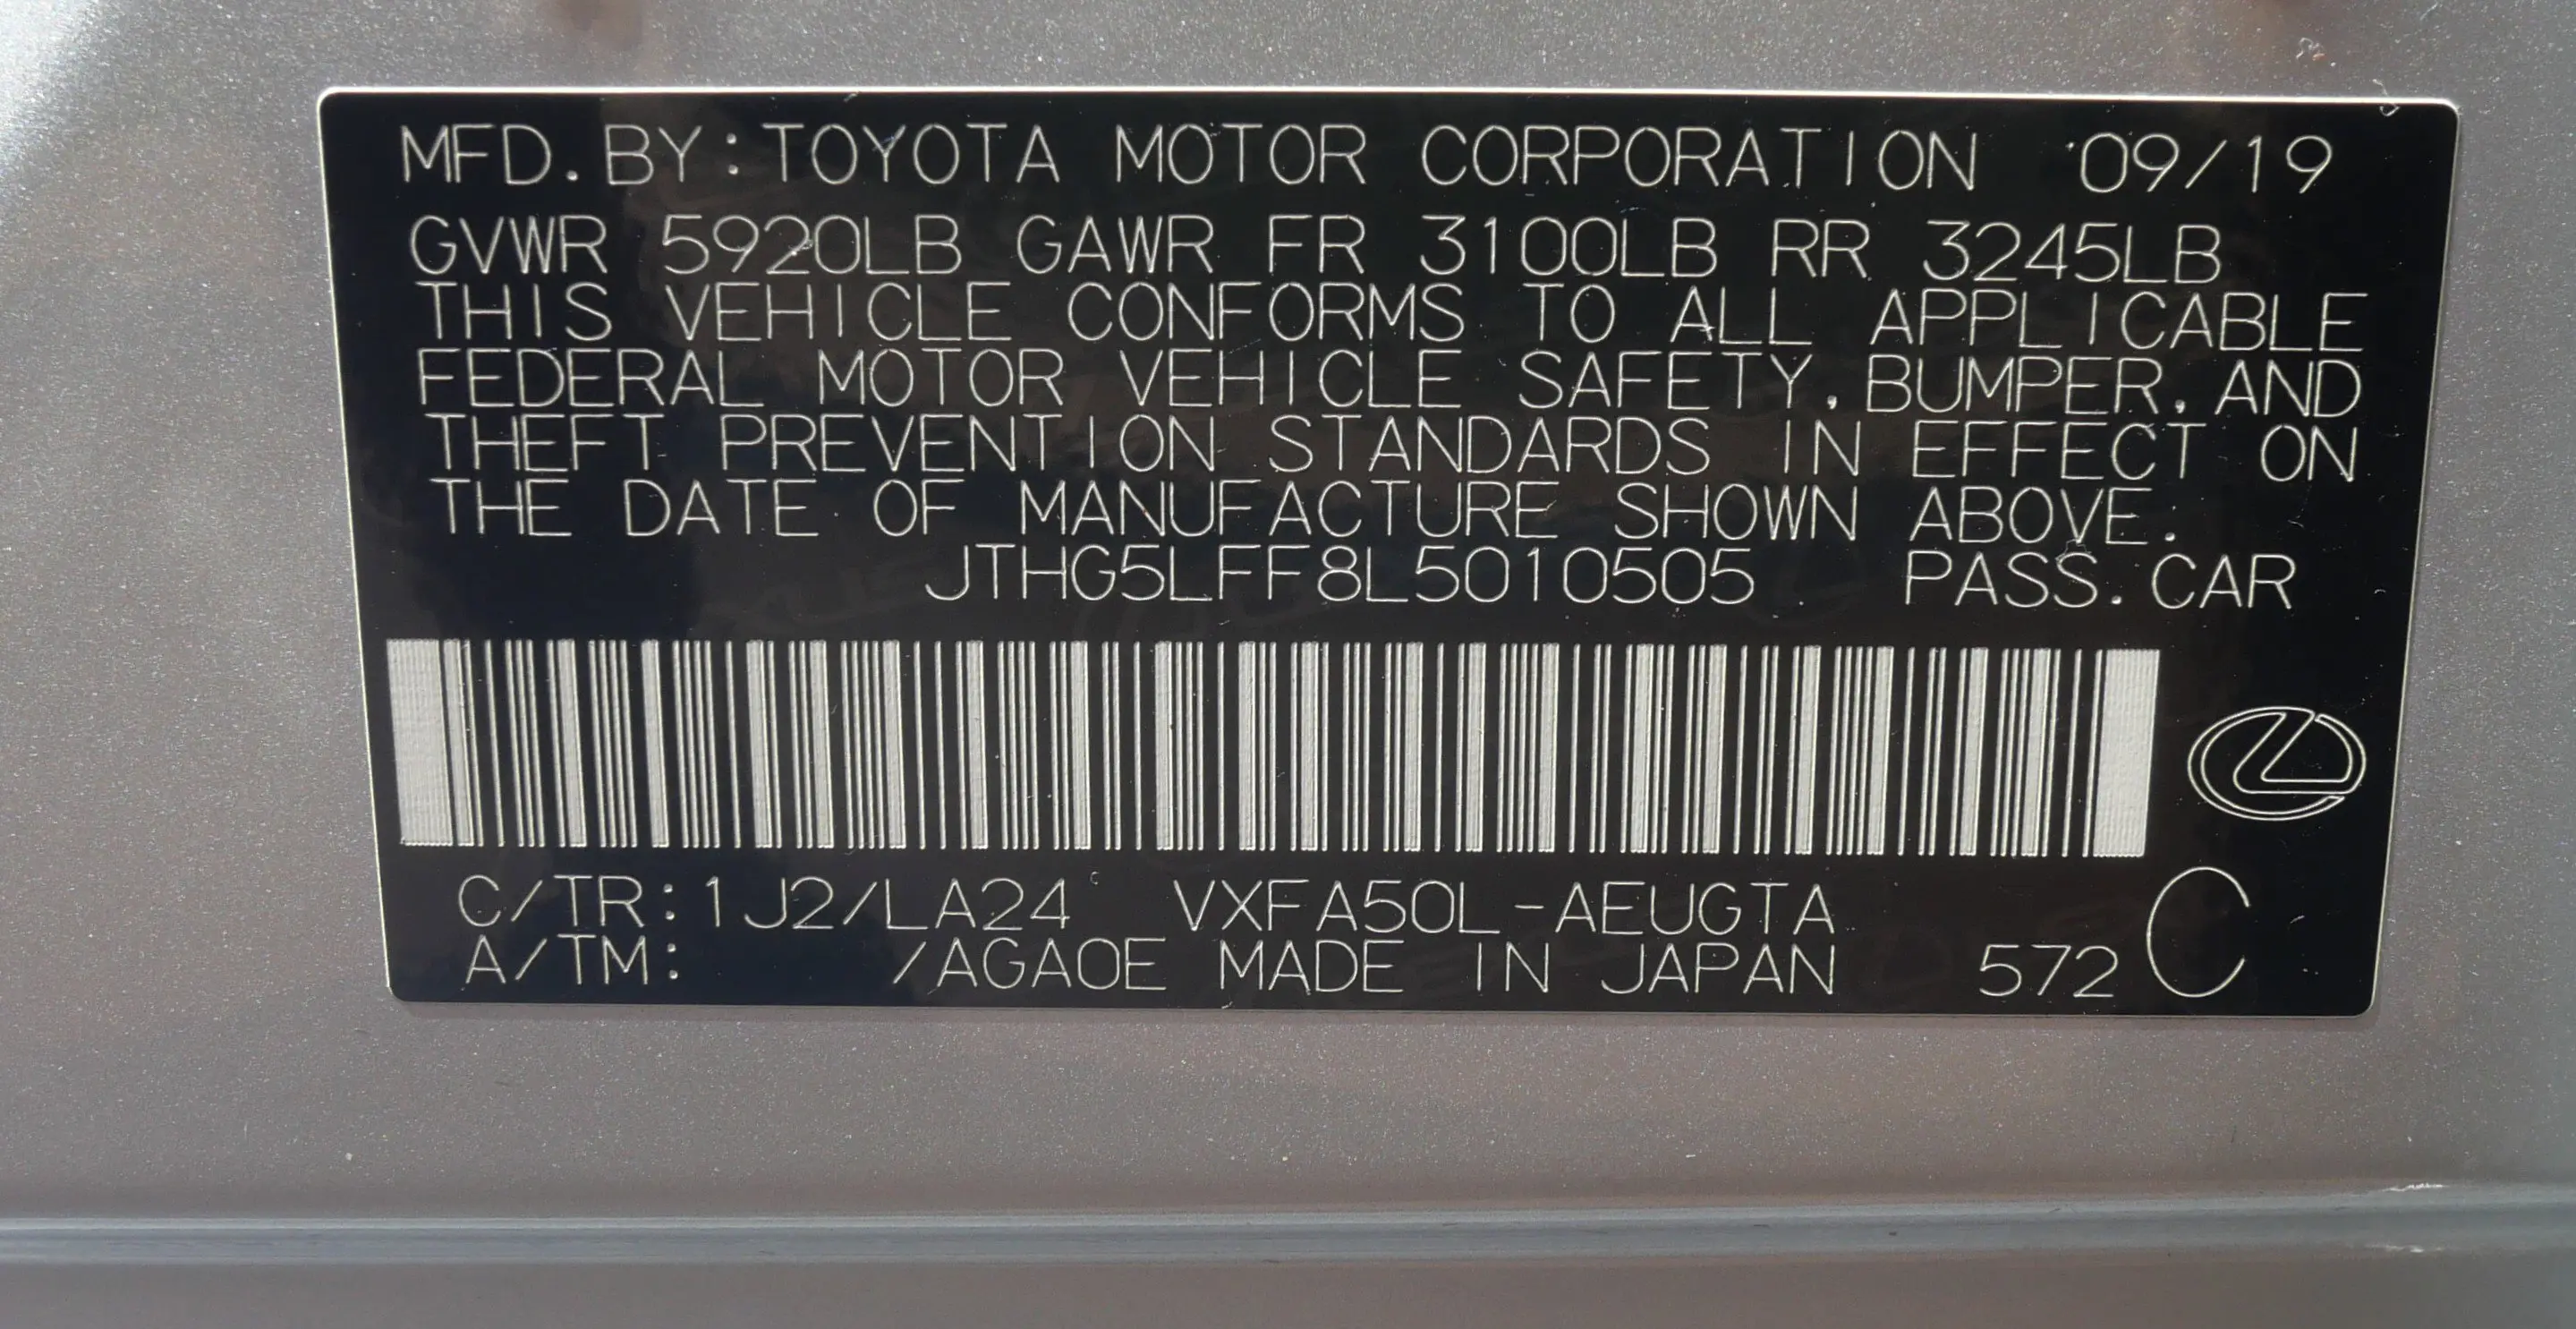 MFD.BY:TOYOTA MOTOR CORPORATION 09/19
GVWR 5920LB GAWR FR 3100LB RR 3245LB
THIS VEHICLE CONFORMS TO ALL APPLICABLE
FEDERAL MOTOR VEHICLE SAFETY,BUMPER,AND
THEFT PREVENTION STANDARDS IN EFFECT ON
THE DATE OF MANUFACTURE SHOWN ABOVE.
JTHG5LFF8L5010505 PASS.CAR
C/TR:1J2/LA24 VXFA50L-AEUGTA
A/TM: /AGA0E MADE IN JAPAN 572 C